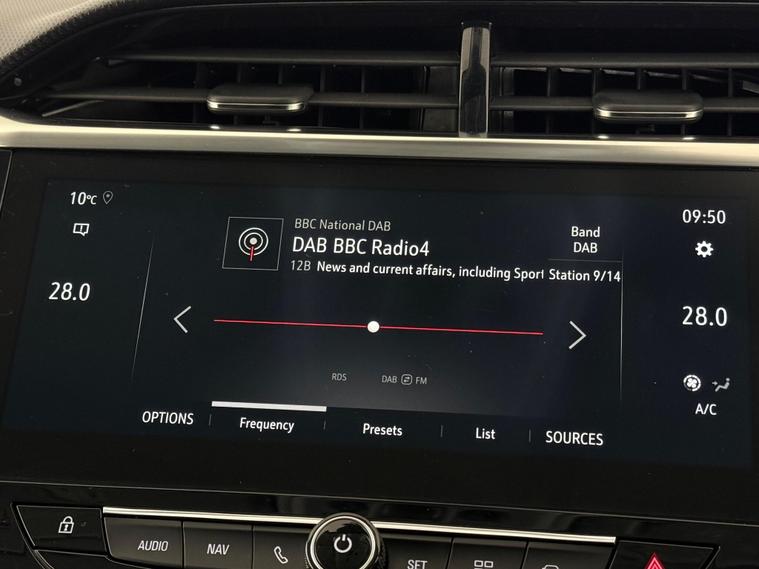 10°C
BBC National DAB
DAB BBC Radio4
12B News and current affairs, including Sport
Band
DAB
Station 9/14
09:50
28.0
28.0
RDS
DAB FM
A/C
OPTIONS
Frequency
Presets
List
SOURCES
AUDIO
NAV
SET